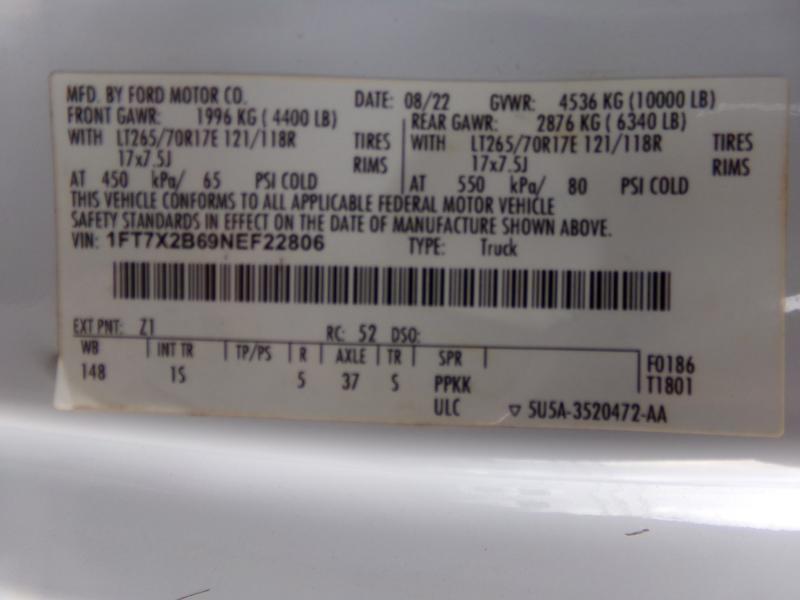 MFD. BY FORD MOTOR CO. DATE: 08/22 GVWR: 4536 KG (10000 LB)
FRONT GAWR: 1996 KG (4400 LB) REAR GAWR: 2876 KG (6340 LB)
WITH LT265/70R17E 121/118R TIRES WITH LT265/70R17E 121/118R TIRES
17x7.5J RIMS 17x7.5J RIMS
AT 450 kPa/ 65 PSI COLD AT 550 kPa/ 80 PSI COLD
THIS VEHICLE CONFORMS TO ALL APPLICABLE FEDERAL MOTOR VEHICLE
SAFETY STANDARDS IN EFFECT ON THE DATE OF MANUFACTURE SHOWN ABOVE.
VIN: 1FT7X2B69NEF22806 TYPE: Truck
EXT PNT: Z1 RC: 52 DSO:
WB INT TR TP/PS R AXLE TR SPR F0186
148 1S 5 37 S PPKK T1801
ULC ▽ 5U5A-3520472-AA